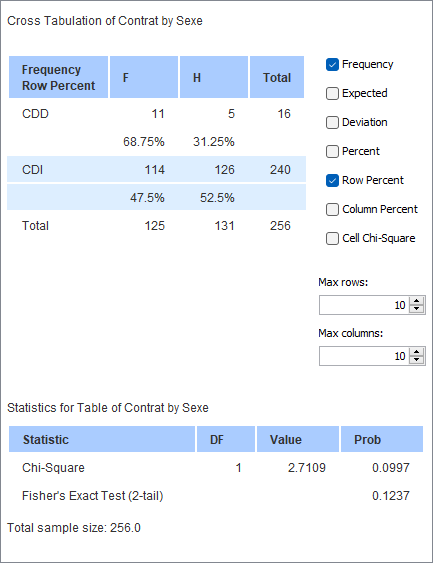 Cross Tabulation of Contrat by Sexe
Frequency
Row Percent F H Total
CDD 11 5 16
68.75% 31.25%
CDI 114 126 240
47.5% 52.5%
Total 125 131 256
Frequency
Expected
Deviation
Percent
Row Percent
Column Percent
Cell Chi-Square
Max rows:
10
Max columns:
10
Statistics for Table of Contrat by Sexe
Statistic DF Value Prob
Chi-Square 1 2.7109 0.0997
Fisher's Exact Test (2-tail) 0.1237
Total sample size: 256.0